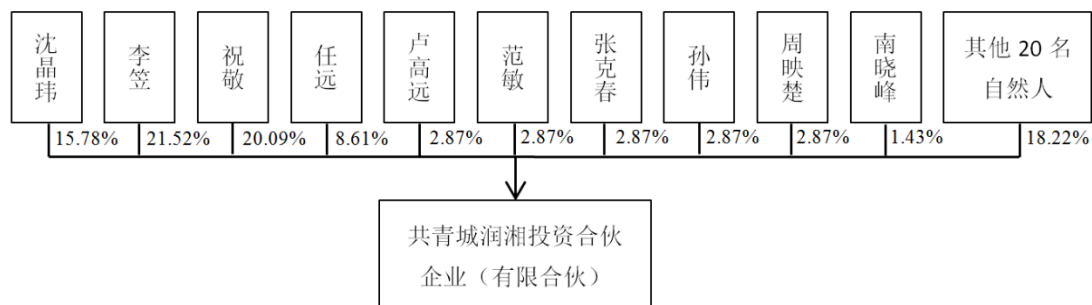 沈晶玮
李笠
祝敬
任远
卢高远
范敏
张克春
孙伟
周映楚
南晓峰
其他 20 名
自然人
15.78%
21.52%
20.09%
8.61%
2.87%
2.87%
2.87%
2.87%
2.87%
1.43%
18.22%
共青城润湘投资合伙
企业（有限合伙）